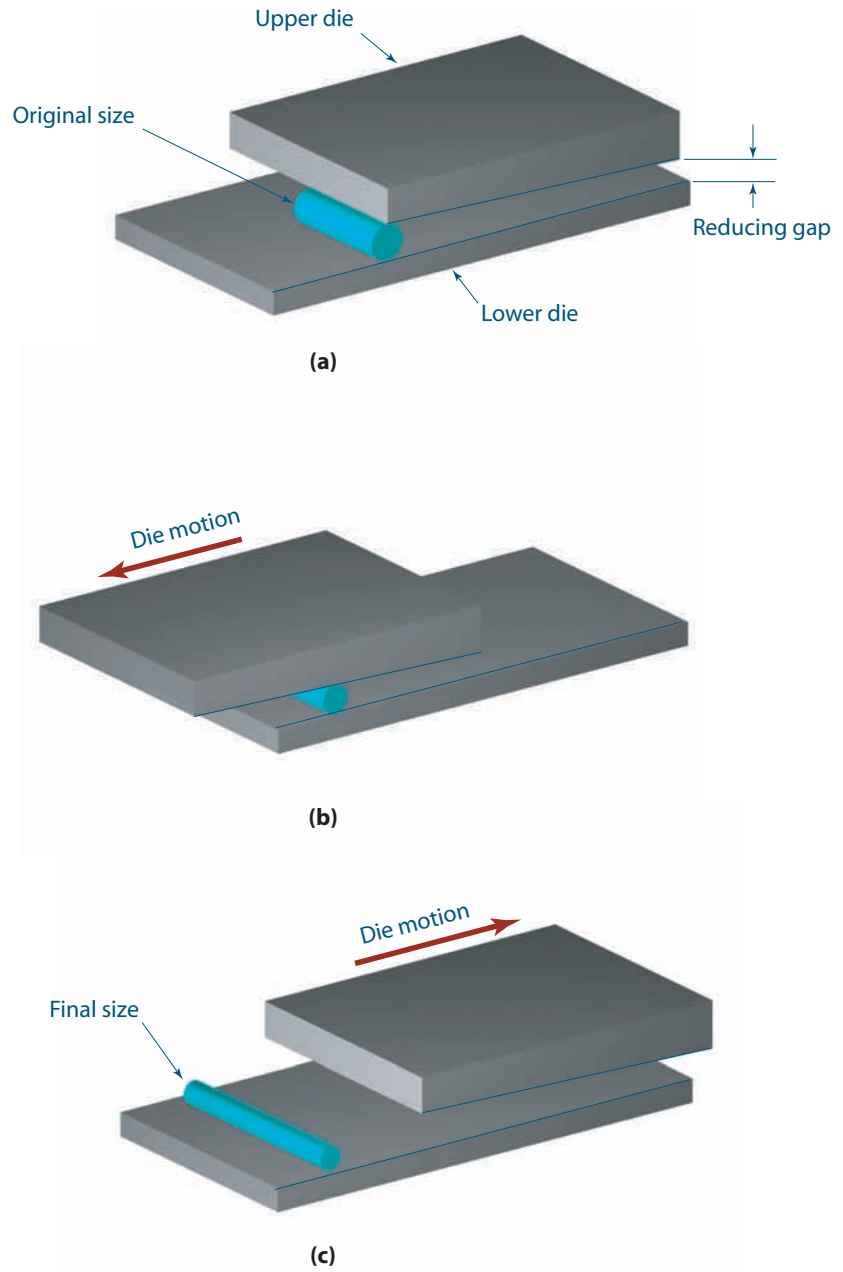 Upper die
Original size
Reducing gap
Lower die
(a)
Die motion
(b)
Die motion
Final size
(c)